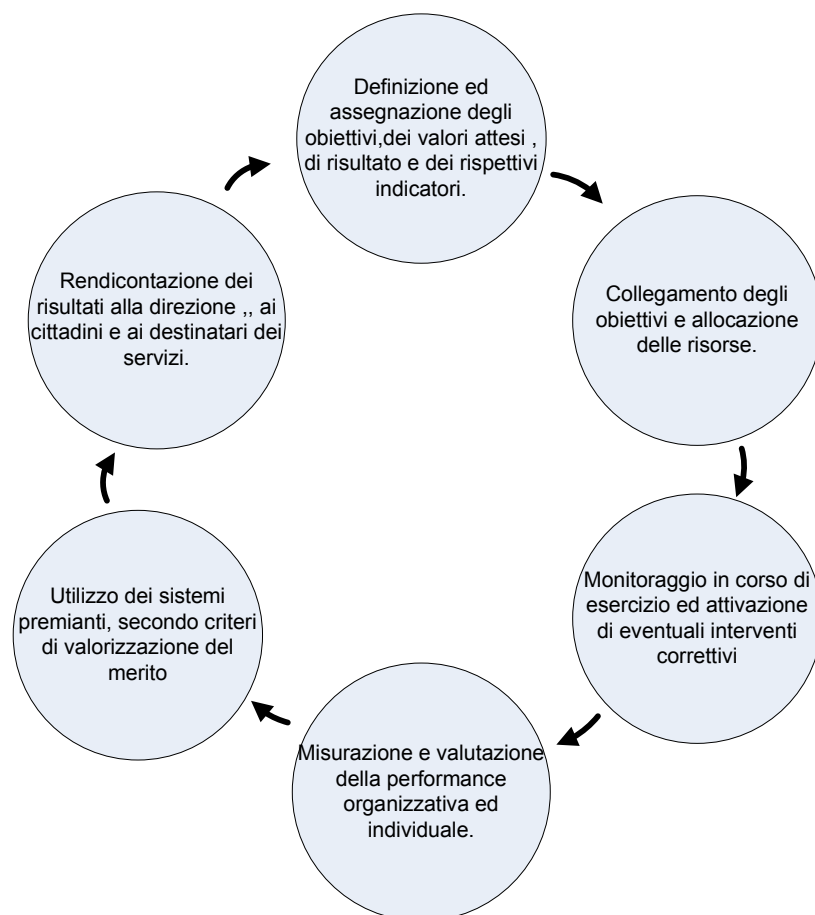 Definizione ed
assegnazione degli
obiettivi,dei valori attesi ,
di risultato e dei rispettivi
indicatori.
Collegamento degli
obiettivi e allocazione
delle risorse.
Monitoraggio in corso di
esercizio ed attivazione
di eventuali interventi
correttivi
Misurazione e valutazione
della performance
organizzativa ed
individuale.
Utilizzo dei sistemi
premianti, secondo criteri
di valorizzazione del
merito
Rendicontazione dei
risultati alla direzione ,, ai
cittadini e ai destinatari dei
servizi.